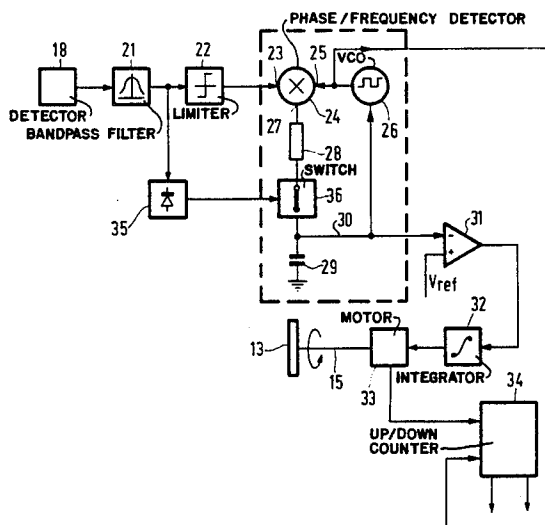 PHASE/FREQUENCY DETECTOR
18
21
22
23
25
VCO
DETECTOR
BANDPASS FILTER
LIMITER
27
24
26
28
SWITCH
35
36
30
31
29
Vref
MOTOR
32
13
15
33
INTEGRATOR
34
UP/DOWN
COUNTER